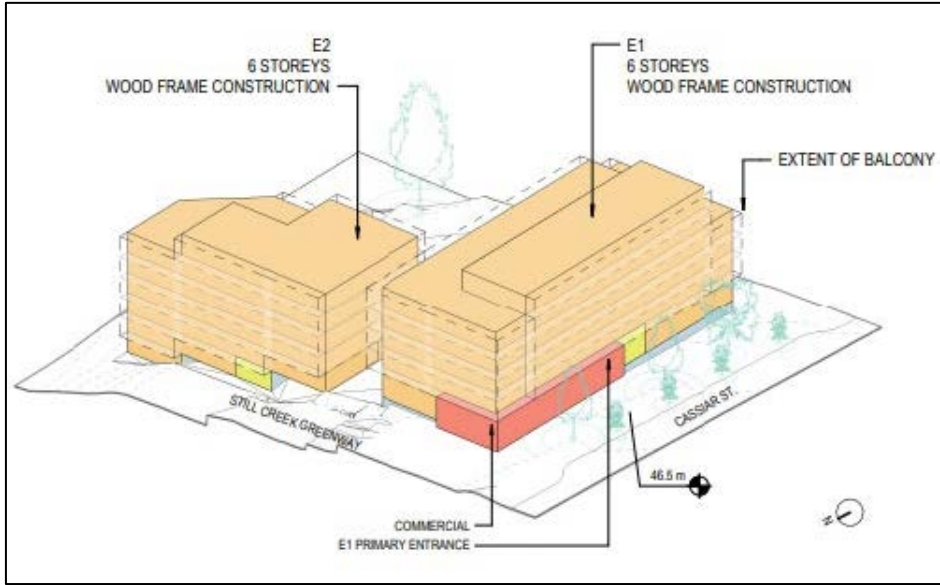 E2
6 STOREYS
WOOD FRAME CONSTRUCTION
E1
6 STOREYS
WOOD FRAME CONSTRUCTION
EXTENT OF BALCONY
STILL CREEK GREENWAY
CASSIAR ST.
46.5 m
COMMERCIAL
E1 PRIMARY ENTRANCE
N